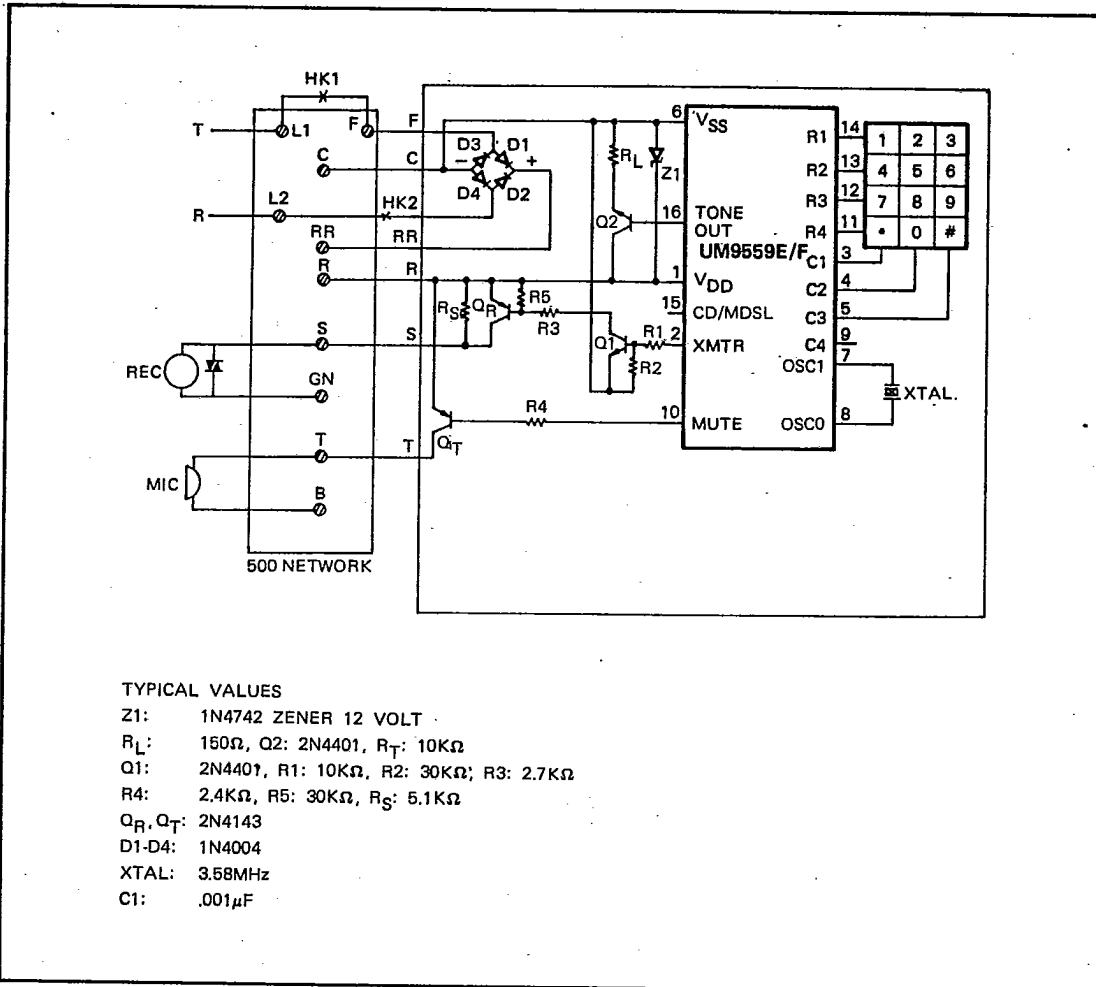 HK1
T
L1
F
F
C
C
D3
D1
-
+
D4
D2
L2
HK2
R
RR
RR
R
R
S
S
REC
GN
T
T
MIC
B
500 NETWORK
RS
QR
R5
R3
Q1
R1
R2
R4
QT
RL
Z1
Q2
6
VSS
16
TONE
OUT
UM9559E/F
1
VDD
15
CD/MDSL
2
XMTR
10
MUTE
R1
14
R2
13
R3
12
R4
11
C1
3
C2
4
C3
5
C4
9
OSC1
7
OSCO
8
XTAL.
1 2 3
4 5 6
7 8 9
• 0 #
TYPICAL VALUES
Z1: 1N4742 ZENER 12 VOLT
RL: 150Ω, Q2: 2N4401, RT: 10KΩ
Q1: 2N4401, R1: 10KΩ, R2: 30KΩ; R3: 2.7KΩ
R4: 2.4KΩ, R5: 30KΩ, RS: 5.1KΩ
QR, QT: 2N4143
D1-D4: 1N4004
XTAL: 3.58MHz
C1: .001μF